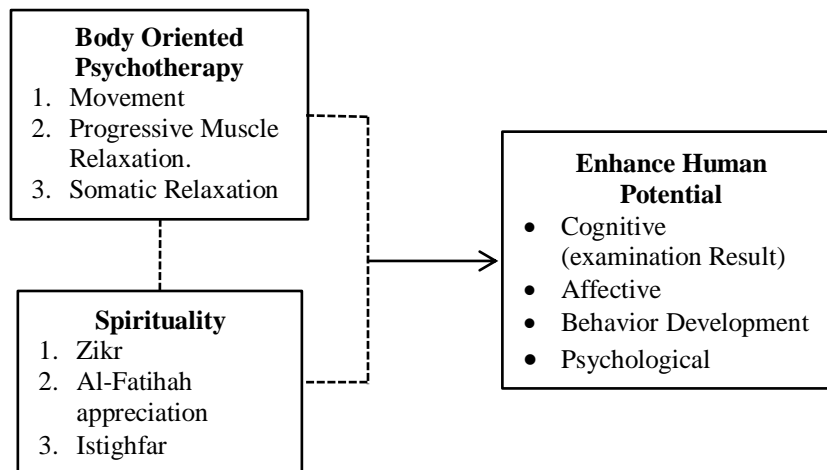 Body Oriented
Psychotherapy
1. Movement
2. Progressive Muscle
Relaxation.
3. Somatic Relaxation
Spirituality
1. Zikr
2. Al-Fatihah
appreciation
3. Istighfar
Enhance Human
Potential
• Cognitive
(examination Result)
• Affective
• Behavior Development
• Psychological